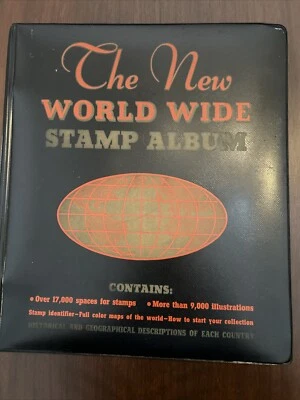 The New
WORLD WIDE
STAMP ALBUM
CONTAINS:
• Over 17,000 spaces for stamps • More than 9,000 illustrations
Stamp identifier—Full color maps of the world—How to start your collection
HISTORICAL AND GEOGRAPHICAL DESCRIPTIONS OF EACH COUNTRY